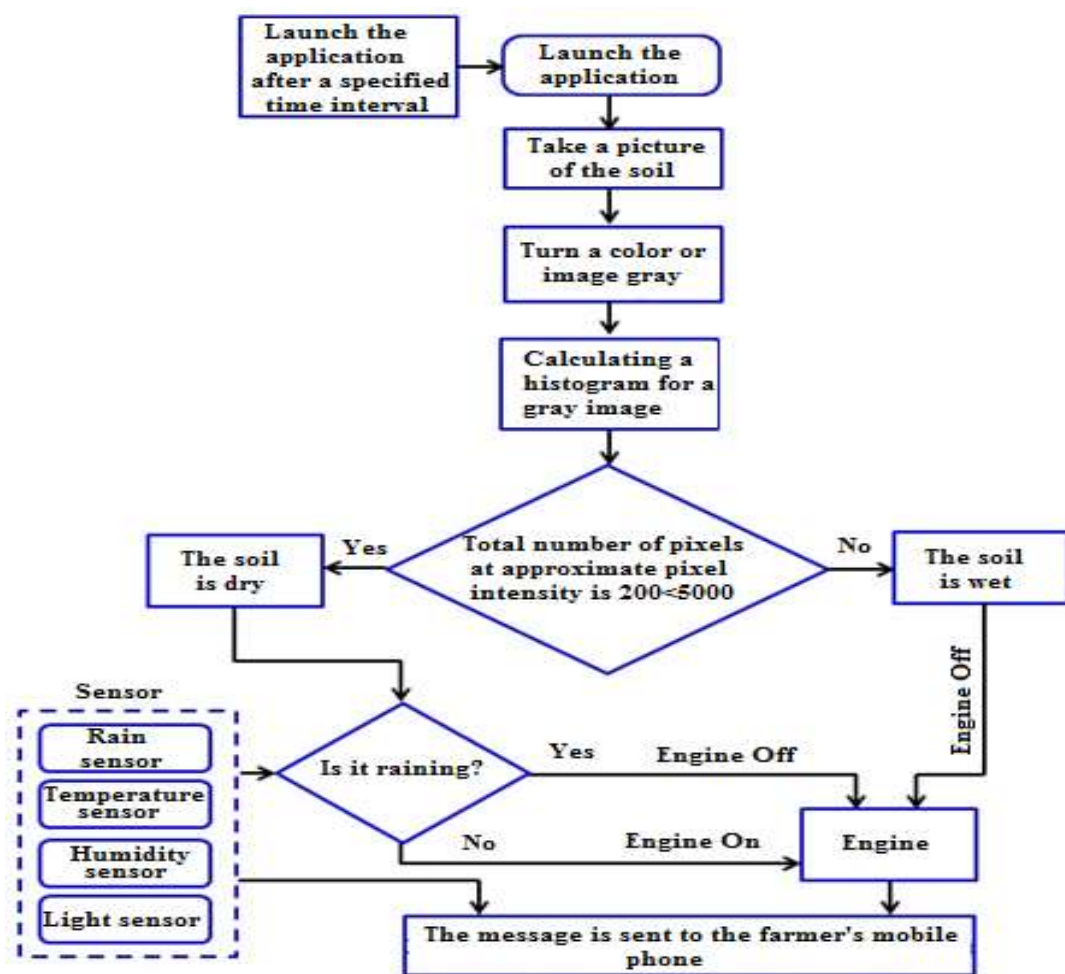 Launch the
application
after a specified
time interval
Launch the
application
Take a picture
of the soil
Turn a color or
image gray
Calculating a
histogram for a
gray image
Total number of pixels
at approximate pixel
intensity is 200<5000
Yes
No
The soil
is dry
The soil
is wet
Engine Off
Sensor
Rain
sensor
Temperature
sensor
Humidity
sensor
Light sensor
Is it raining?
Yes
Engine Off
No
Engine On
Engine
The message is sent to the farmer's mobile
phone